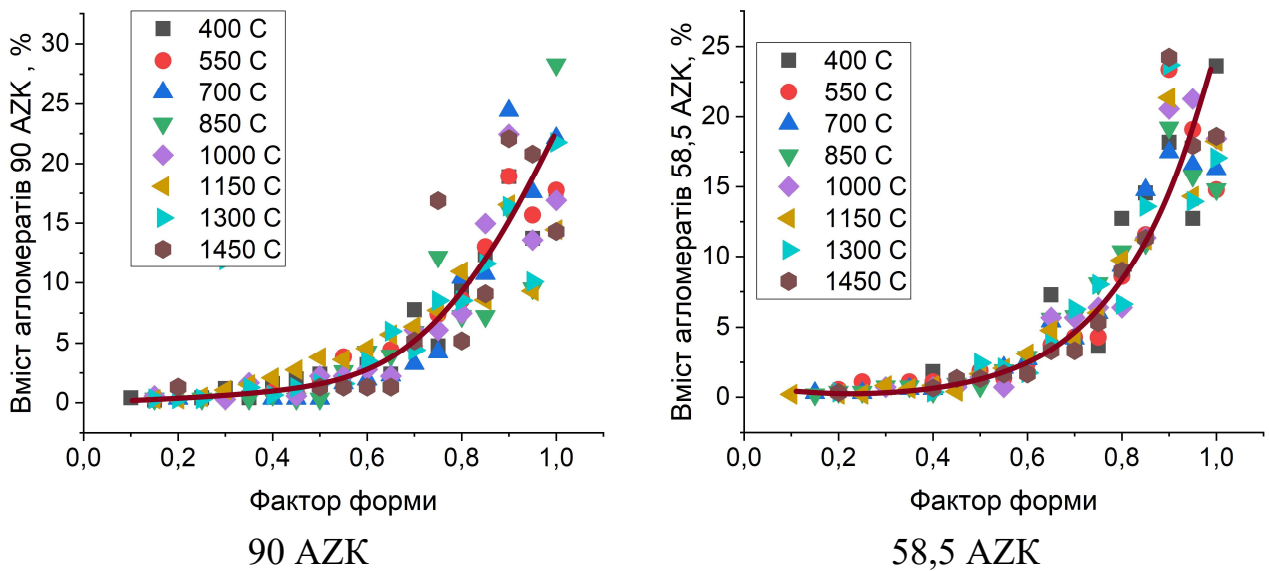 Вміст агломератів 90 AZK , %
30
25
20
15
10
5
0
400 C
550 C
700 C
850 C
1000 C
1150 C
1300 C
1450 C
0,0 0,2 0,4 0,6 0,8 1,0
Фактор форми
90 AZK
Вміст агломератів 58,5 AZK, %
25
20
15
10
5
0
-5
400 C
550 C
700 C
850 C
1000 C
1150 C
1300 C
1450 C
0,0 0,2 0,4 0,6 0,8 1,0
Фактор форми
58,5 AZK